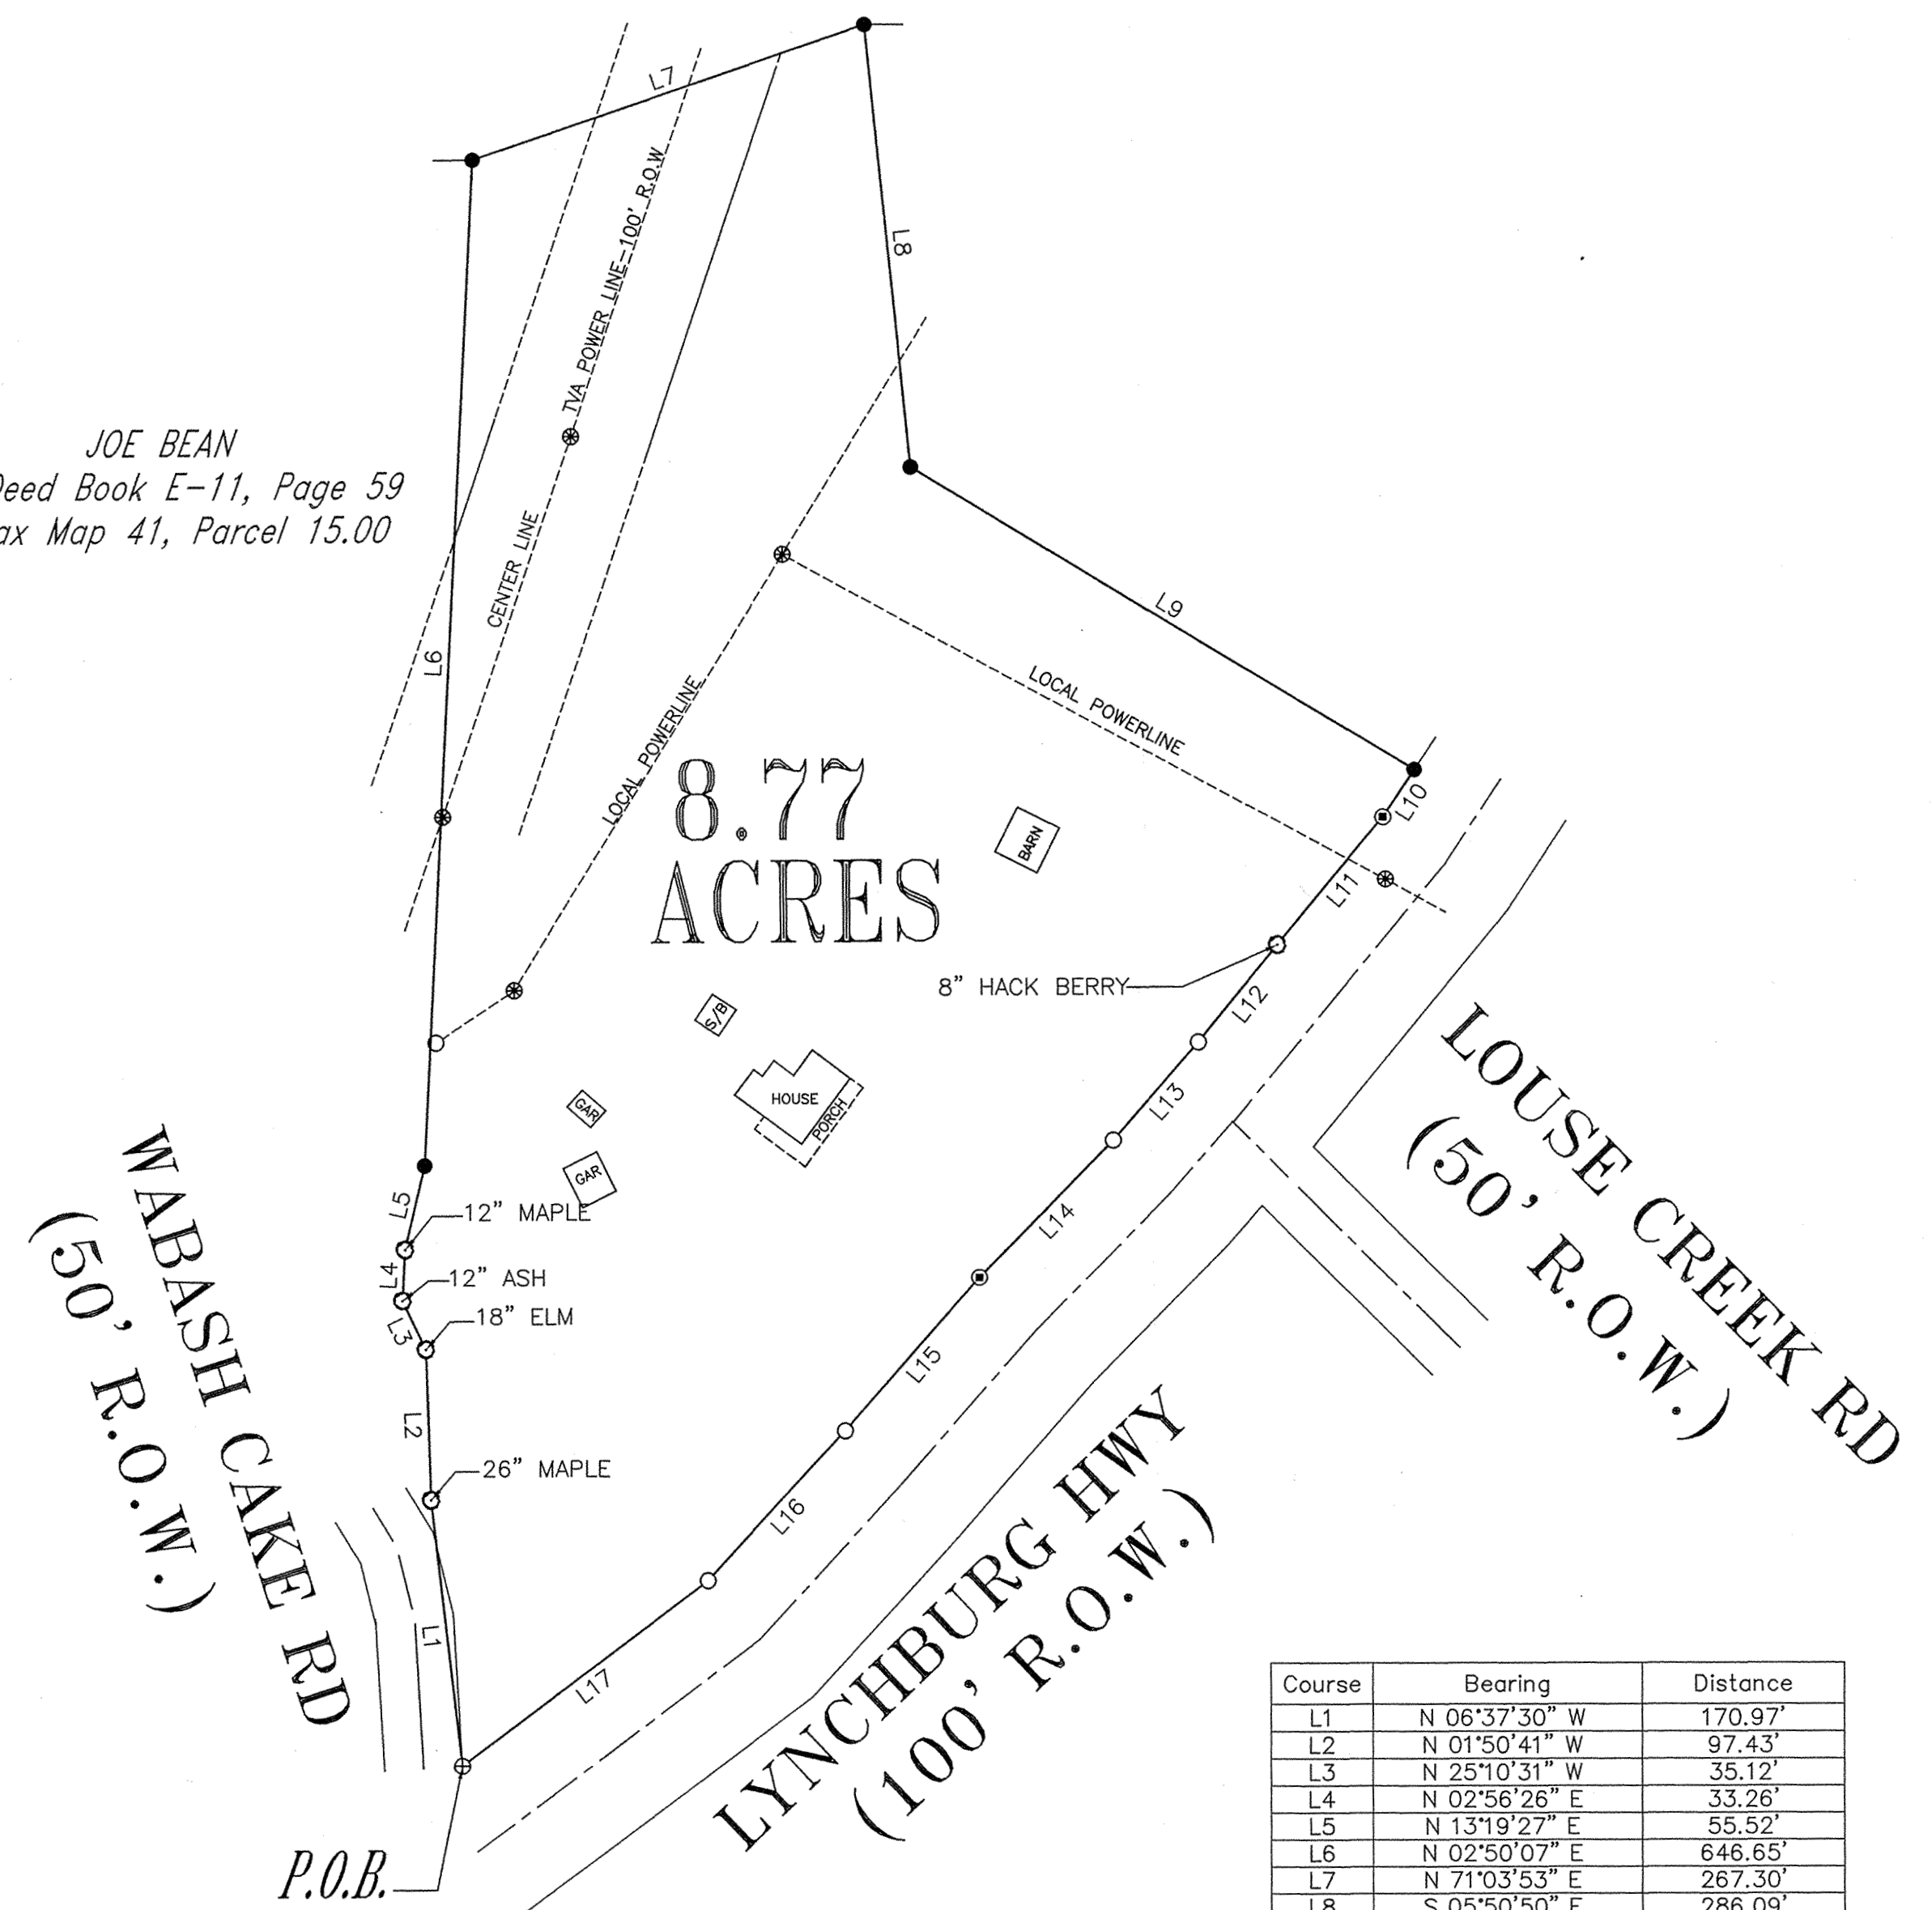 L7
TVA POWER LINE-100' R.O.W
L8
JOE BEAN
Deed Book E-11, Page 59
ax Map 41, Parcel 15.00
CENTER LINE
L6
L9
LOCAL POWERLINE
LOCAL POWERLINE
8.77
ACRES
BARN
L10
L11
8" HACK BERRY
L12
S/B
HOUSE
PORCH
GAR
GAR
L13
LOUSE CREEK RD
(50' R.O.W.)
L5
12" MAPLE
L4
12" ASH
L3
18" ELM
L14
L15
L2
26" MAPLE
L16
WABASH CAKE RD
(50' R.O.W.)
L1
L17
LYNCHBURG HWY
(100' R.O.W.)
P.O.B.
Course Bearing Distance
L1 N 06°37'30" W 170.97'
L2 N 01°50'41" W 97.43'
L3 N 25°10'31" W 35.12'
L4 N 02°56'26" E 33.26'
L5 N 13°19'27" E 55.52'
L6 N 02°50'07" E 646.65'
L7 N 71°03'53" E 267.30'
L8 S 05°50'50" E 286.09'